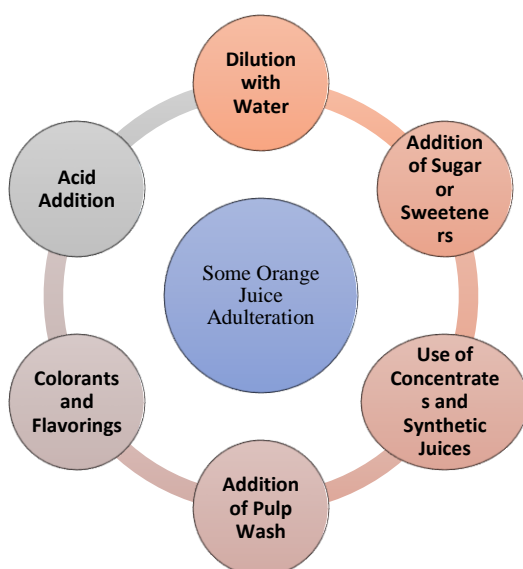 Dilution
with
Water
Addition
of Sugar
or
Sweetene
rs
Use of
Concentrate
s and
Synthetic
Juices
Addition
of Pulp
Wash
Colorants
and
Flavorings
Acid
Addition
Some Orange
Juice
Adulteration